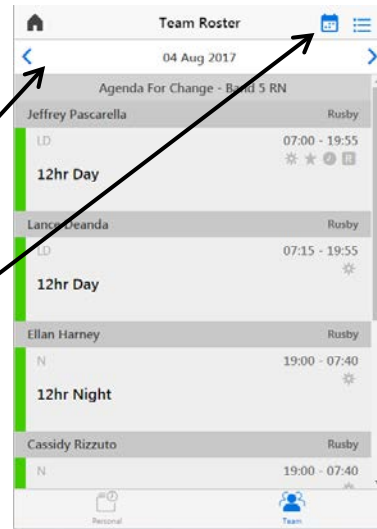 Team Roster
04 Aug 2017
Agenda For Change - Band 5 RN
Jeffrey Pascarella Rusby
LD 07:00 - 19:55
R
12hr Day
Lance Deanda Rusby
LD 07:15 - 19:55
12hr Day
Ellan Harney Rusby
N 19:00 - 07:40
12hr Night
Cassidy Rizzuto Rusby
N 19:00 - 07:40
Personal Team